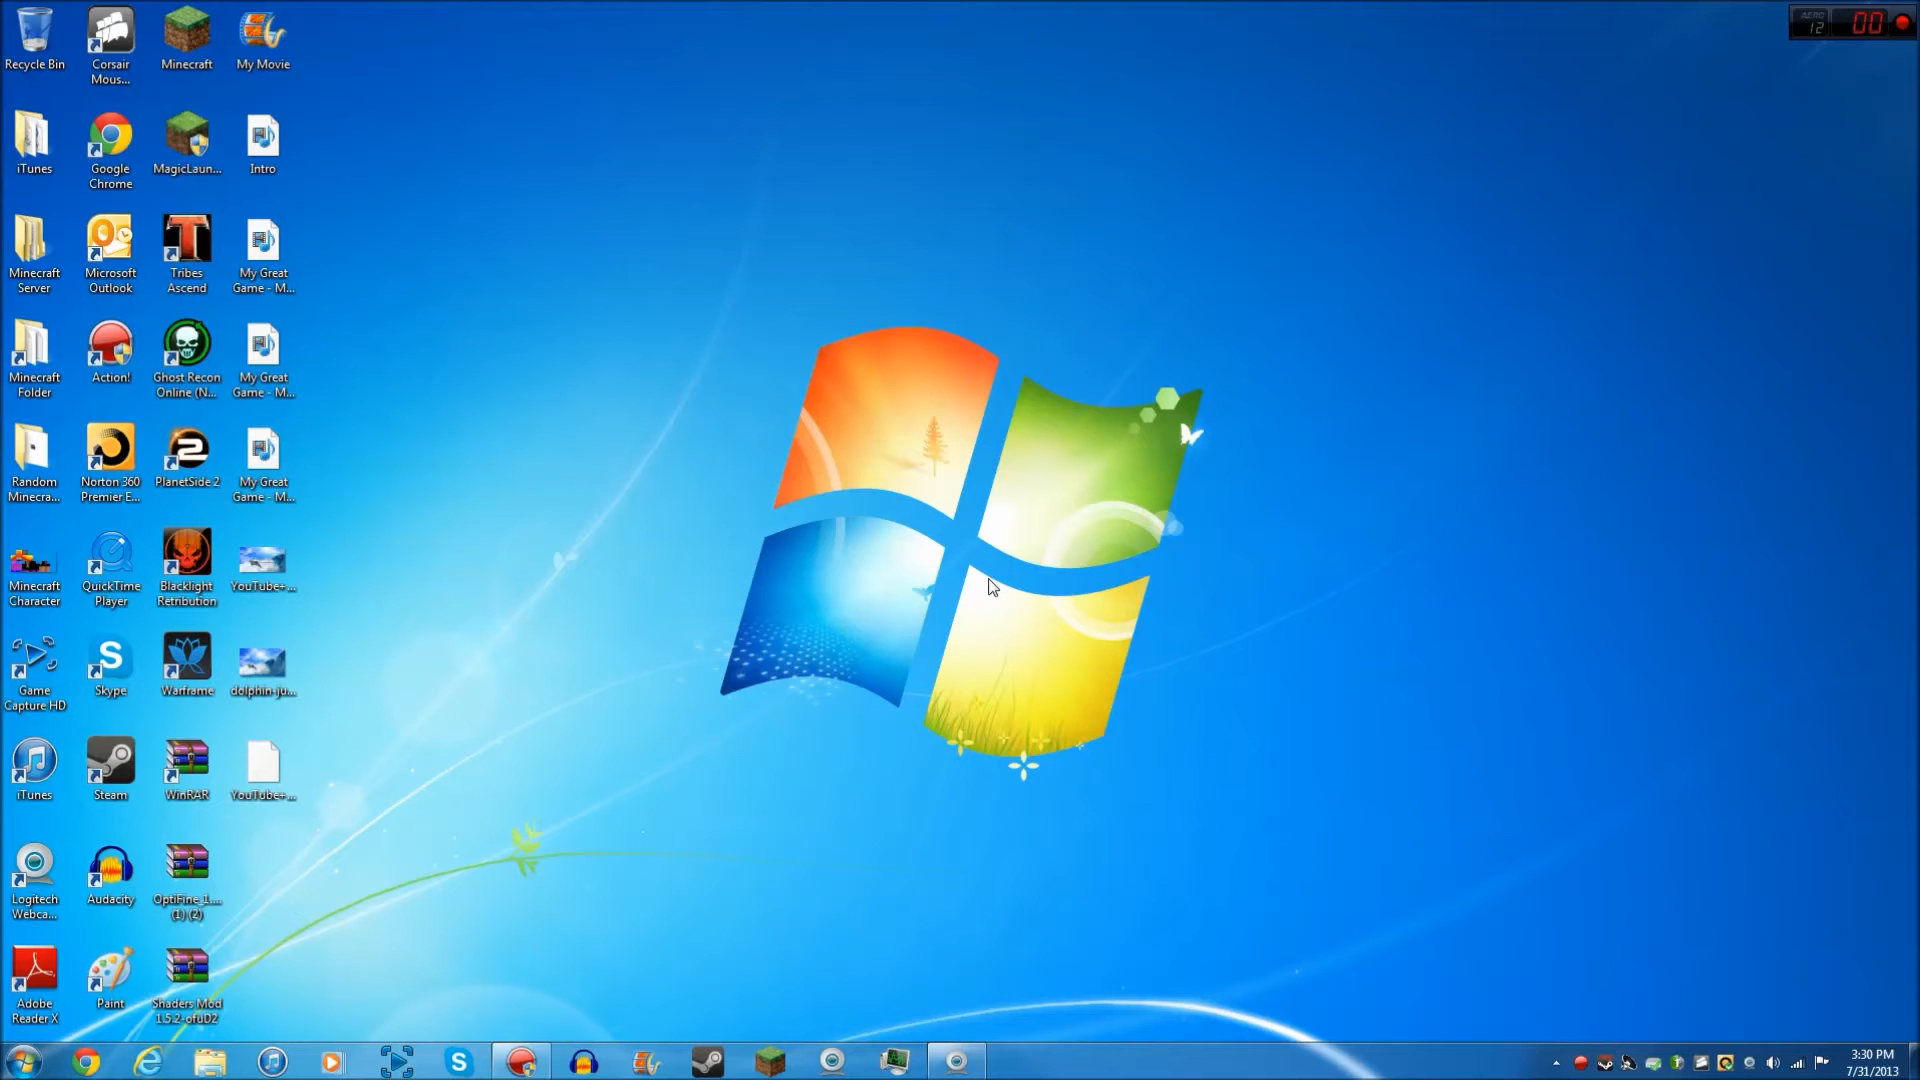 Recycle Bin
Corsair
Mous...
Minecraft
My Movie
iTunes
Google
Chrome
MagicLaun...
Intro
Minecraft
Server
Microsoft
Outlook
Tribes
Ascend
My Great
Game - M...
Minecraft
Folder
Action!
Ghost Recon
Online (N...
My Great
Game - M...
Random
Minecra...
Norton 360
Premier E...
PlanetSide 2
My Great
Game - M...
Minecraft
Character
QuickTime
Player
Blacklight
Retribution
YouTube+...
Game
Capture HD
Skype
Warframe
dolphin-ju...
iTunes
Steam
WinRAR
YouTube+...
Logitech
Webca...
Audacity
OptiFine_1....
(1) (2)
Adobe
Reader X
Paint
Shaders Mod
1.5.2-ofuD2
AERO
12
00
3:30 PM
7/31/2013